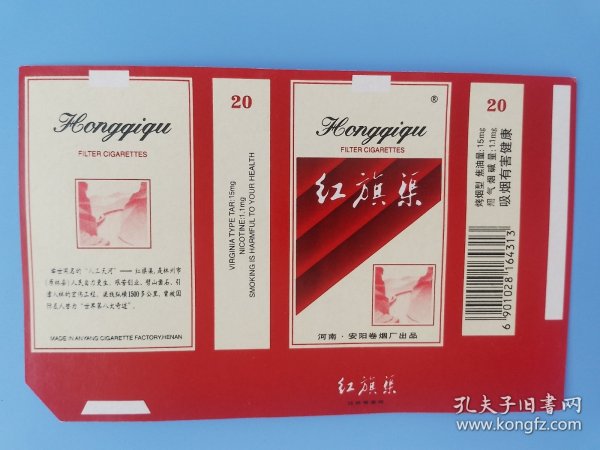 Hongqiqu
FILTER CIGARETTES
举世闻名的“人工天河”——红旗渠,是林州市
(原林县)人民自力更生、艰苦创业、劈山凿石、引
漳入林的宏伟工程。渠线纵横1500多公里,曾被国
际友人誉为“世界第八大奇迹”。
MADE IN ANYANG CIGARETTE FACTORY,HENAN
20
VIRGINIA TYPE TAR:15mg
NICOTINE:1.1mg
SMOKING IS HARMFUL TO YOUR HEALTH
Hongqiqu
®
FILTER CIGARETTES
红旗渠
河南·安阳卷烟厂出品
20
烤烟型 焦油量:15mg
烟气烟碱量:1.1mg
吸烟有害健康
6 901028 164313
红旗渠
孔夫子旧書网
www.kongfz.com